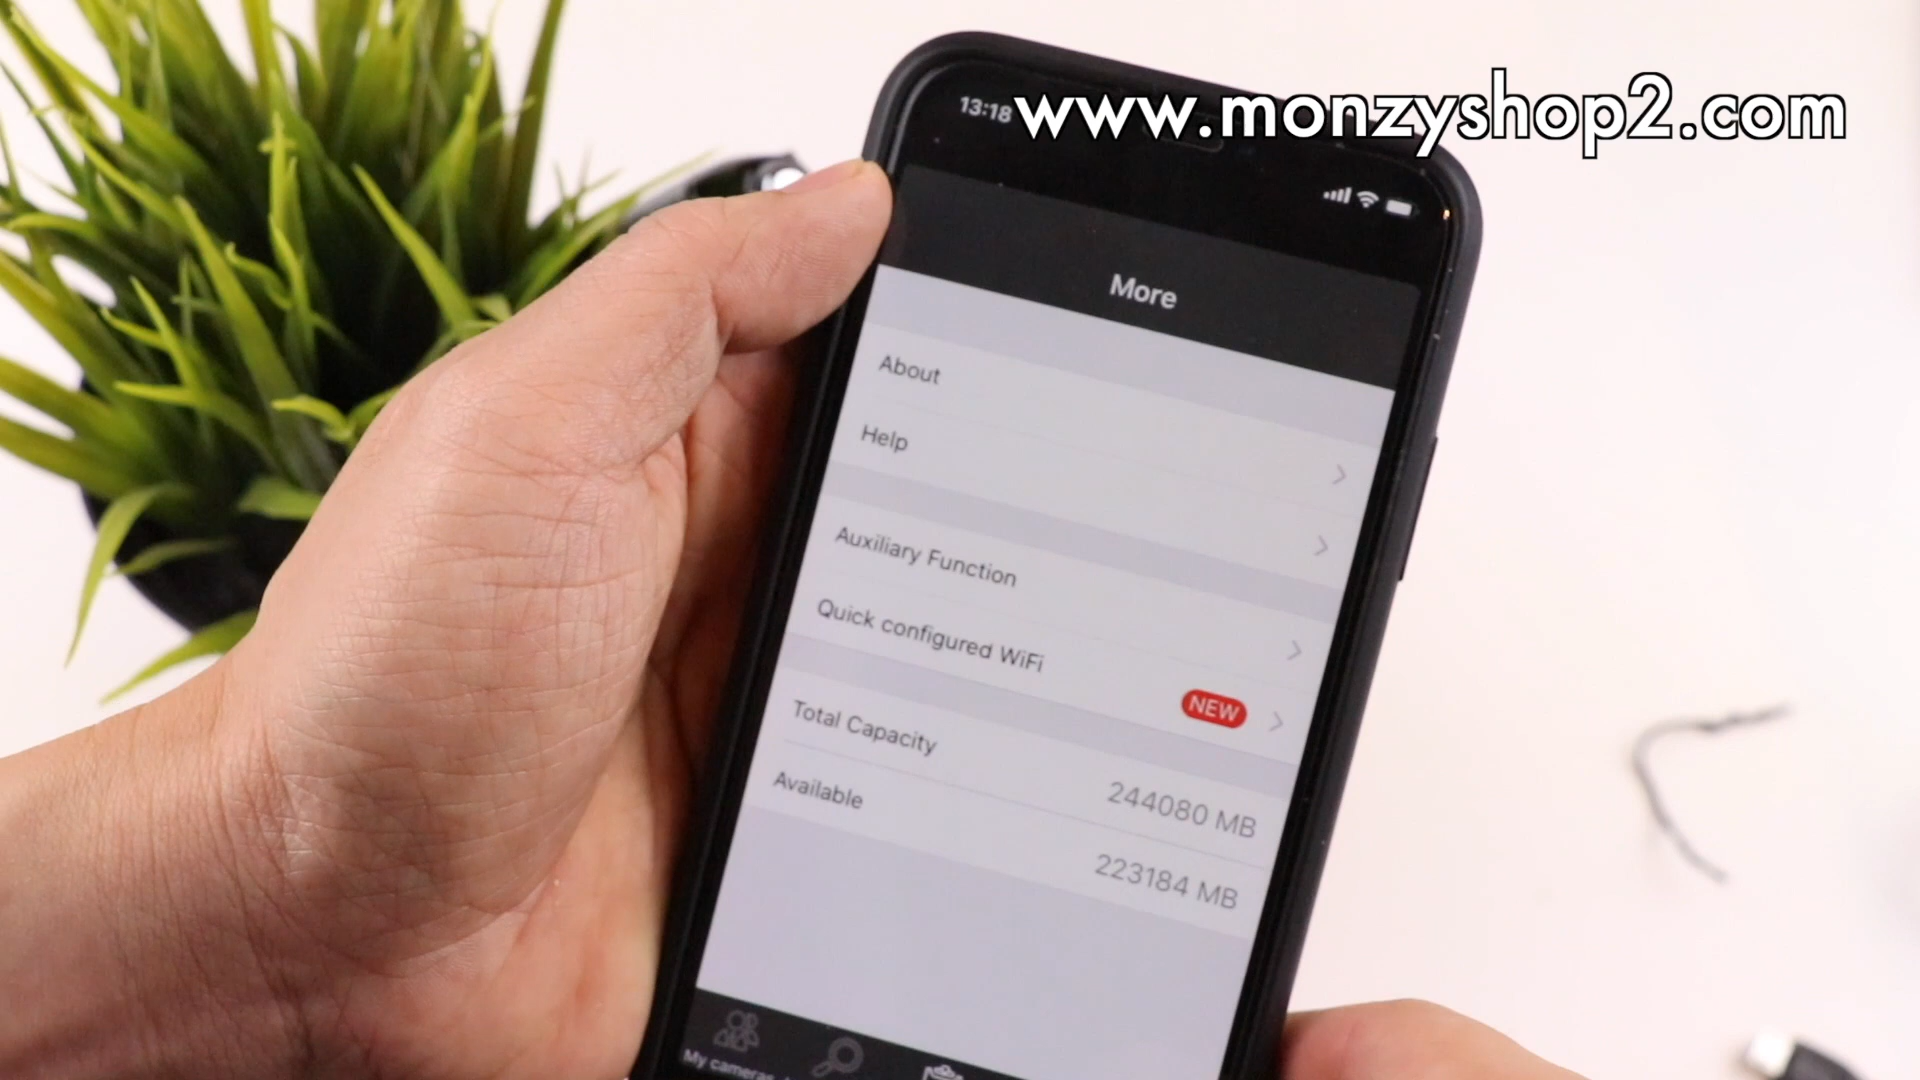 www.monzyshop2.com
13:18
More
About
Help
Auxiliary Function
Quick configured WiFi
NEW
Total Capacity
244080 MB
Available
223184 MB
My cameras